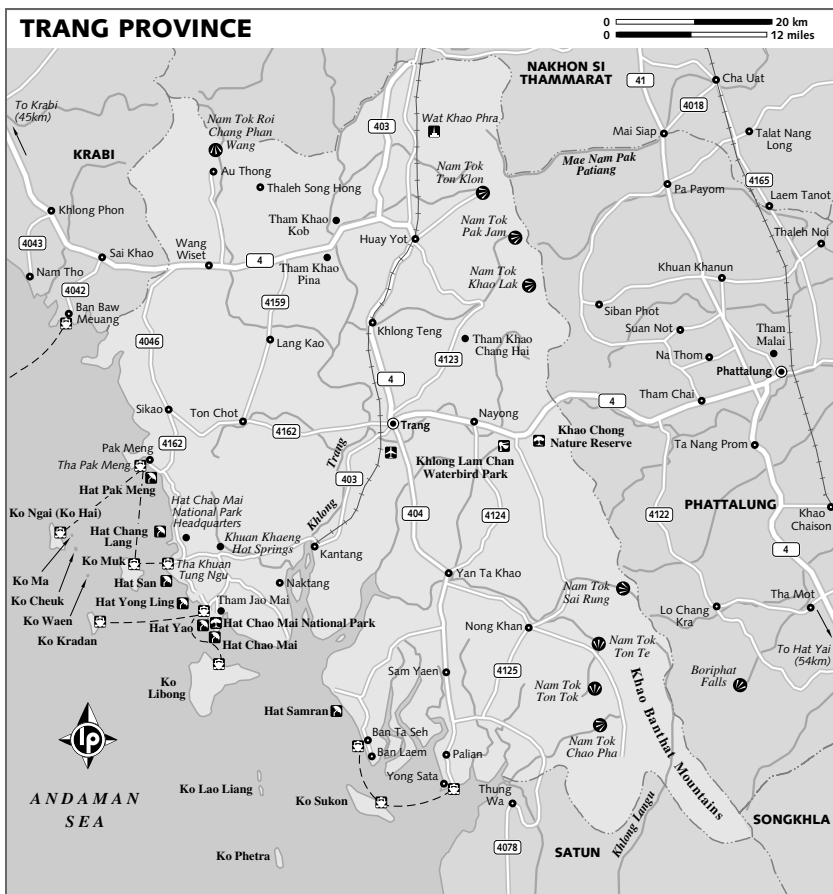 TRANG PROVINCE
0 20 km
0 12 miles
NAKHON SI
THAMMARAT
41
Cha Uat
4018
To Krabi
(45km)
Nam Tok Roi
Chang Phan
Wang
403
Wat Khao Phra
Mai Siap
Talat Nang
Long
KRABI
Mae Nam Pak
Patiang
Au Thong
Nam Tok
Ton Klon
4165
Thaleh Song Hong
Pa Payom
Laem Tanot
Khlong Phon
Tham Khao
Kob
Nam Tok
Pak Jam
Thaleh Noi
4043
Sai Khao
Wang
Wiset
4
Huay Yot
Tham Khao
Pina
Nam Tok
Khao Lak
Khuan Khanun
Nam Tho
4042
Ban Baw
Meuang
4159
Siban Phot
Khlong Teng
Suan Not
Tham
Malai
4046
Lang Kao
4123
Tham Khao
Chang Hai
Na Thom
Phattalung
4
Tham Chai
4
Sikao
Ton Chot
4162
4162
Trang
Nayong
Khao Chong
Nature Reserve
Ta Nang Prom
Pak Meng
Tha Pak Meng
Khlong Trang
403
Khlong Lam Chan
Waterbird Park
Hat Pak Meng
PHATTALUNG
Ko Ngai (Ko Hai)
Hat Chao Mai
National Park
Headquarters
404
4124
4122
Khao
Chaison
Hat Chang
Lang
Khuan Khaeng
Hot Springs
Kantang
4
Ko Muk
Tha Khuan
Tung Ngu
Ko Ma
Hat San
Naktang
Yan Ta Khao
Nam Tok
Sai Rung
Tha Mot
Ko Cheuk
Hat Yong Ling
Tham Jao Mai
Lo Chang
Kra
Ko Waen
Hat Yao
Hat Chao Mai National Park
Nong Khan
Ko Kradan
Hat Chao Mai
Nam Tok
Ton Te
To Hat Yai
(54km)
Ko
Libong
Sam Yaen
4125
Nam Tok
Ton Tok
Boriphat
Falls
Hat Samran
Khao Banthat Mountains
Nam Tok
Chao Pha
Ban Ta Seh
Ban Laem
Palian
lp
ANDAMAN
SEA
Ko Lao Liang
Yong Sata
Thung
Wa
Ko Sukon
Khlong Langu
SONGKHLA
4078
SATUN
Ko Phetra